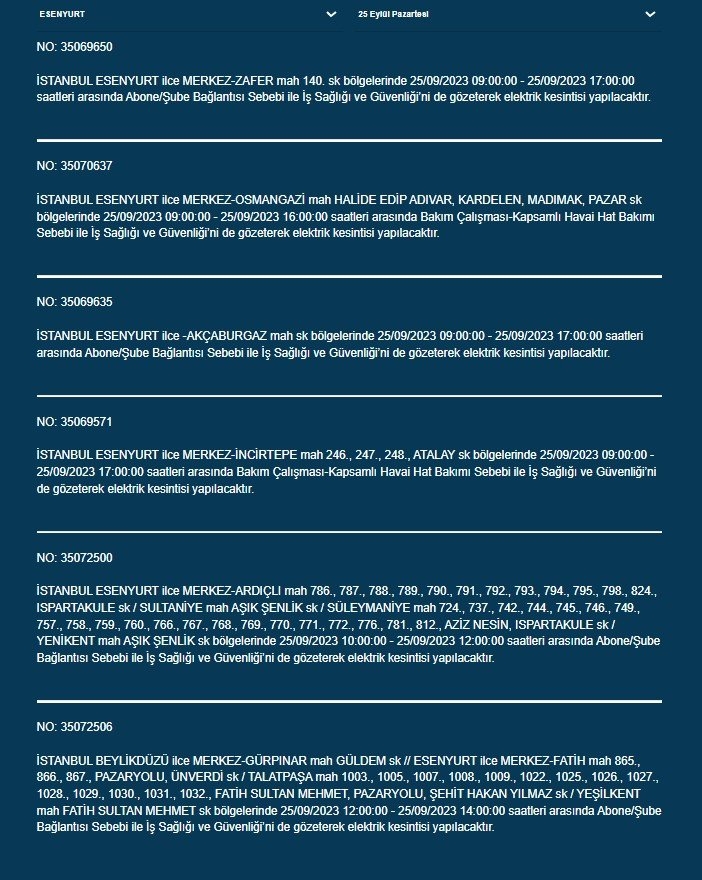 ESENYURT
25 Eylül Pazartesi
NO: 35069650
İSTANBUL ESENYURT ilce MERKEZ-ZAFER mah 140. sk bölgelerinde 25/09/2023 09:00:00 - 25/09/2023 17:00:00
saatleri arasında Abone/Şube Bağlantısı Sebebi ile İş Sağlığı ve Güvenliği'ni de gözeterek elektrik kesintisi yapılacaktır.
NO: 35070637
İSTANBUL ESENYURT ilce MERKEZ-OSMANGAZİ mah HALİDE EDİP ADIVAR, KARDELEN, MADIMAK, PAZAR sk
bölgelerinde 25/09/2023 09:00:00 - 25/09/2023 16:00:00 saatleri arasında Bakım Çalışması-Kapsamlı Havai Hat Bakımı
Sebebi ile İş Sağlığı ve Güvenliği'ni de gözeterek elektrik kesintisi yapılacaktır.
NO: 35069635
İSTANBUL ESENYURT ilce -AKÇABURGAZ mah sk bölgelerinde 25/09/2023 09:00:00 - 25/09/2023 17:00:00 saatleri
arasında Abone/Şube Bağlantısı Sebebi ile İş Sağlığı ve Güvenliği'ni de gözeterek elektrik kesintisi yapılacaktır.
NO: 35069571
İSTANBUL ESENYURT ilce MERKEZ-İNCİRTEPE mah 246., 247., 248., ATALAY sk bölgelerinde 25/09/2023 09:00:00 -
25/09/2023 17:00:00 saatleri arasında Bakım Çalışması-Kapsamlı Havai Hat Bakımı Sebebi ile İş Sağlığı ve Güvenliği'ni
de gözeterek elektrik kesintisi yapılacaktır.
NO: 35072500
İSTANBUL ESENYURT ilce MERKEZ-ARDIÇLI mah 786., 787., 788., 789., 790., 791., 792., 793., 794., 795., 798., 824.,
ISPARTAKULE sk / SULTANİYE mah AŞIK ŞENLİK sk / SÜLEYMANİYE mah 724., 737., 742., 744., 745., 746., 749.,
757., 758., 759., 760., 766., 767., 768., 769., 770., 771., 772., 776., 781., 812., AZİZ NESİN, ISPARTAKULE sk /
YENİKENT mah AŞIK ŞENLİK sk bölgelerinde 25/09/2023 10:00:00 - 25/09/2023 12:00:00 saatleri arasında Abone/Şube
Bağlantısı Sebebi ile İş Sağlığı ve Güvenliği'ni de gözeterek elektrik kesintisi yapılacaktır.
NO: 35072506
İSTANBUL BEYLİKDÜZÜ ilce MERKEZ-GÜRPINAR mah GÜLDEM sk // ESENYURT ilce MERKEZ-FATİH mah 865.,
866., 867., PAZARYOLU, ÜNVERDİ sk / TALATPAŞA mah 1003., 1005., 1007., 1008., 1009., 1022., 1025., 1026., 1027.,
1028., 1029., 1030., 1031., 1032., FATİH SULTAN MEHMET, PAZARYOLU, ŞEHİT HAKAN YILMAZ sk / YEŞİLKENT
mah FATİH SULTAN MEHMET sk bölgelerinde 25/09/2023 12:00:00 - 25/09/2023 14:00:00 saatleri arasında Abone/Şube
Bağlantısı Sebebi ile İş Sağlığı ve Güvenliği'ni de gözeterek elektrik kesintisi yapılacaktır.